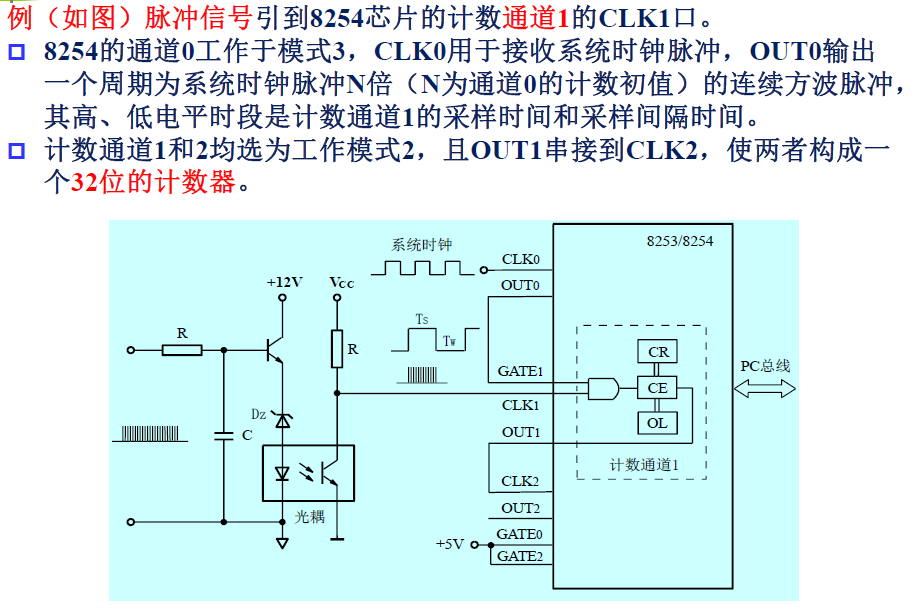 例（如图）脉冲信号引到8254芯片的计数通道1的CLK1口。
8254的通道0工作于模式3，CLK0用于接收系统时钟脉冲，OUT0输出
一个周期为系统时钟脉冲N倍（N为通道0的计数初值）的连续方波脉冲，
其高、低电平时段是计数通道1的采样时间和采样间隔时间。
计数通道1和2均选为工作模式2，且OUT1串接到CLK2，使两者构成一
个32位的计数器。
系统时钟
8253/8254
CLK0
OUT0
+12V
VCC
TS
TW
R
R
GATE1
CLK1
OUT1
CR
CE
OL
PC总线
DZ
C
计数通道1
CLK2
OUT2
光耦
+5V
GATE0
GATE2